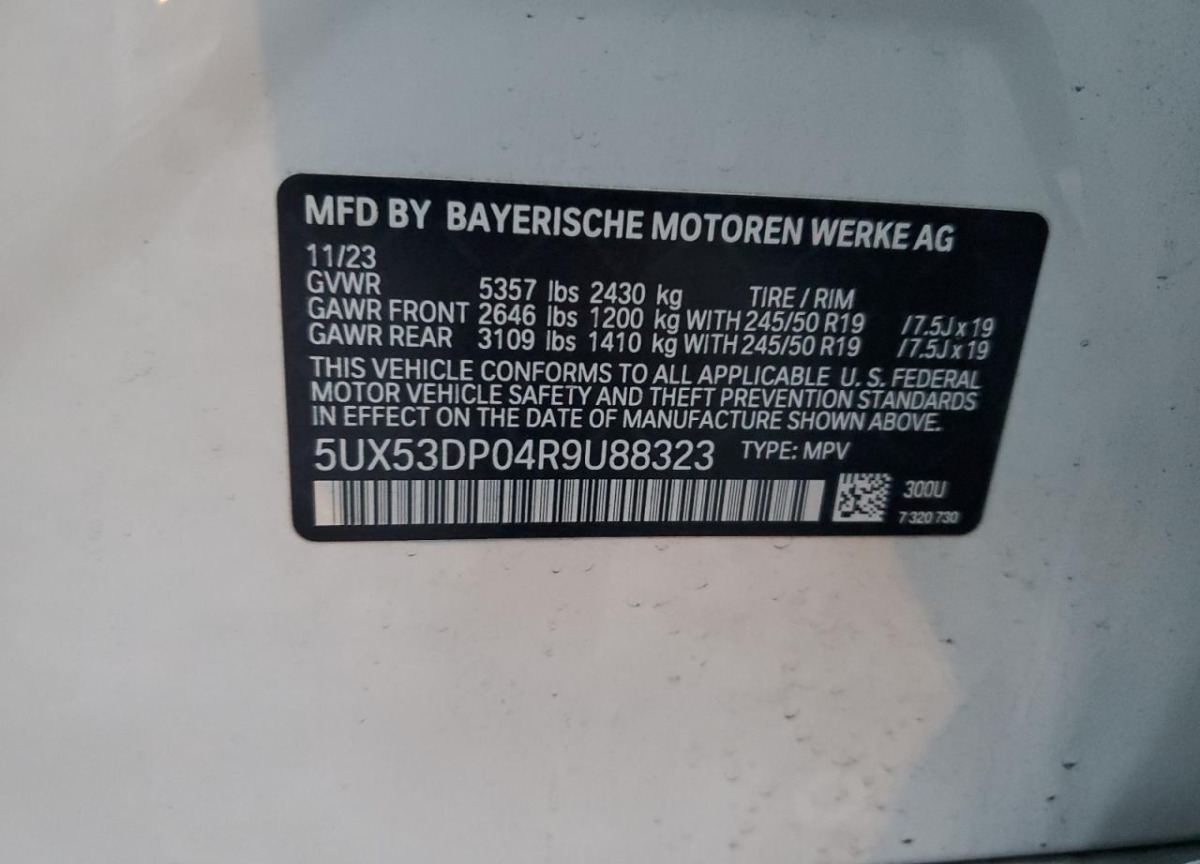 MFD BY BAYERISCHE MOTOREN WERKE AG
11/23
GVWR 5357 lbs 2430 kg TIRE / RIM
GAWR FRONT 2646 lbs 1200 kg WITH 245/50 R19 /7.5J x 19
GAWR REAR 3109 lbs 1410 kg WITH 245/50 R19 /7.5J x 19
THIS VEHICLE CONFORMS TO ALL APPLICABLE U. S. FEDERAL
MOTOR VEHICLE SAFETY AND THEFT PREVENTION STANDARDS
IN EFFECT ON THE DATE OF MANUFACTURE SHOWN ABOVE.
5UX53DP04R9U88323 TYPE: MPV
300U
7 320 730